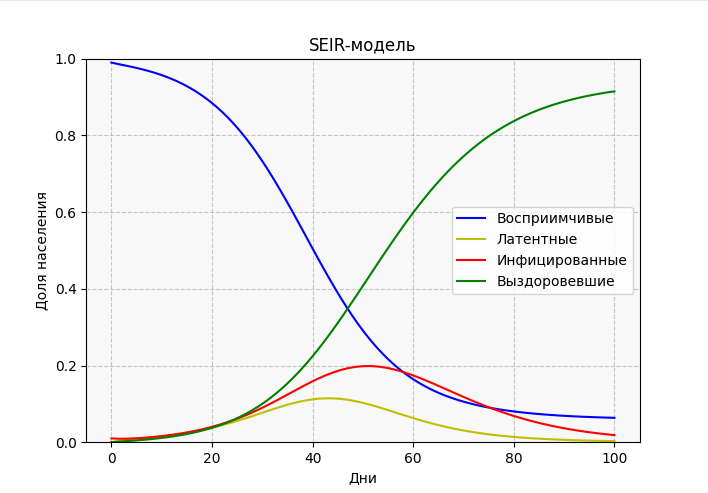 SEIR-модель
1.0
0.8
0.6
0.4
0.2
0.0
Доля населения
Восприимчивые
Латентные
Инфицированные
Выздоровевшие
0 20 40 60 80 100
Дни